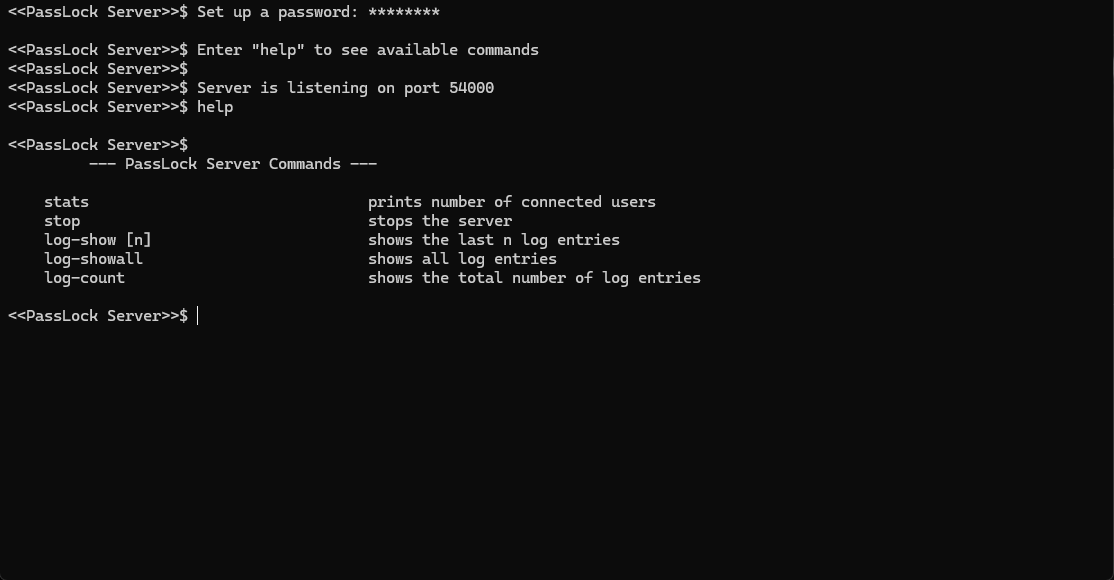 <<PassLock Server>>$ Set up a password: ********
<<PassLock Server>>$ Enter "help" to see available commands
<<PassLock Server>>$
<<PassLock Server>>$ Server is listening on port 54000
<<PassLock Server>>$ help
<<PassLock Server>>$
--- PassLock Server Commands ---
stats prints number of connected users
stop stops the server
log-show [n] shows the last n log entries
log-showall shows all log entries
log-count shows the total number of log entries
<<PassLock Server>>$